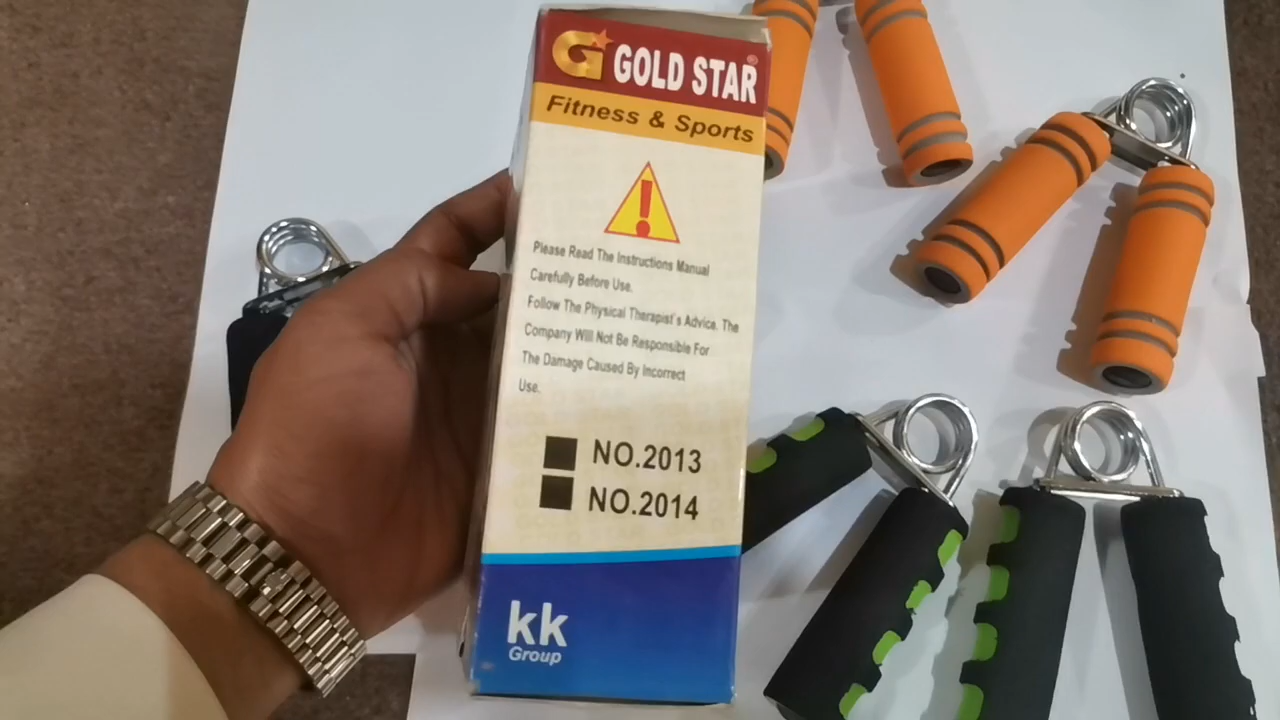 G GOLD STAR®
Fitness & Sports
Please Read The Instructions Manual
Carefully Before Use.
Follow The Physical Therapist's Advice. The
Company Will Not Be Responsible For
The Damage Caused By Incorrect
Use.
NO.2013
NO.2014
kk
Group